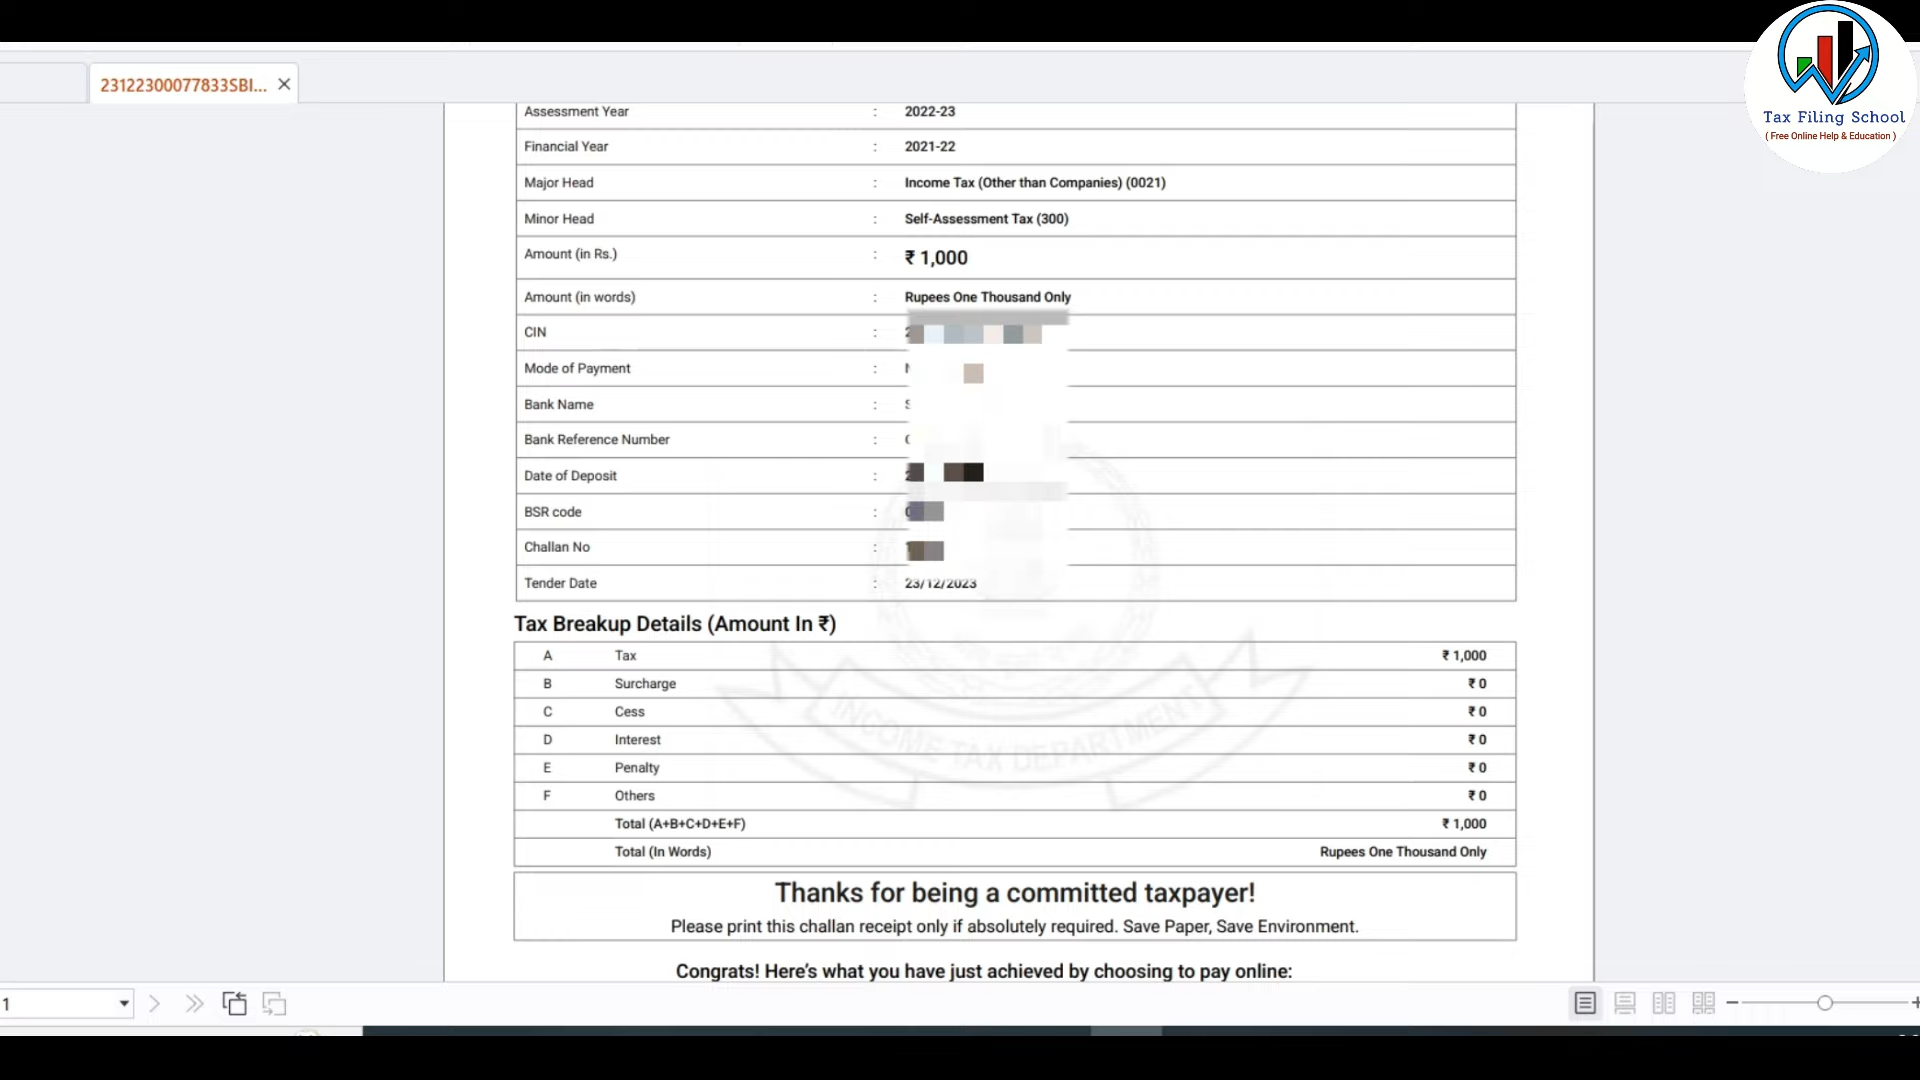 Tax Filing School
( Free Online Help & Education )
23122300077833SBI...
Assessment Year : 2022-23
Financial Year : 2021-22
Major Head : Income Tax (Other than Companies) (0021)
Minor Head : Self-Assessment Tax (300)
Amount (in Rs.) : ₹ 1,000
Amount (in words) : Rupees One Thousand Only
CIN :
Mode of Payment :
Bank Name :
Bank Reference Number :
Date of Deposit :
BSR code :
Challan No :
Tender Date : 23/12/2023
Tax Breakup Details (Amount In ₹)
A Tax ₹ 1,000
B Surcharge ₹ 0
C Cess ₹ 0
D Interest ₹ 0
E Penalty ₹ 0
F Others ₹ 0
Total (A+B+C+D+E+F) ₹ 1,000
Total (In Words) Rupees One Thousand Only
INCOME TAX DEPARTMENT
Thanks for being a committed taxpayer!
Please print this challan receipt only if absolutely required. Save Paper, Save Environment.
Congrats! Here's what you have just achieved by choosing to pay online:
1